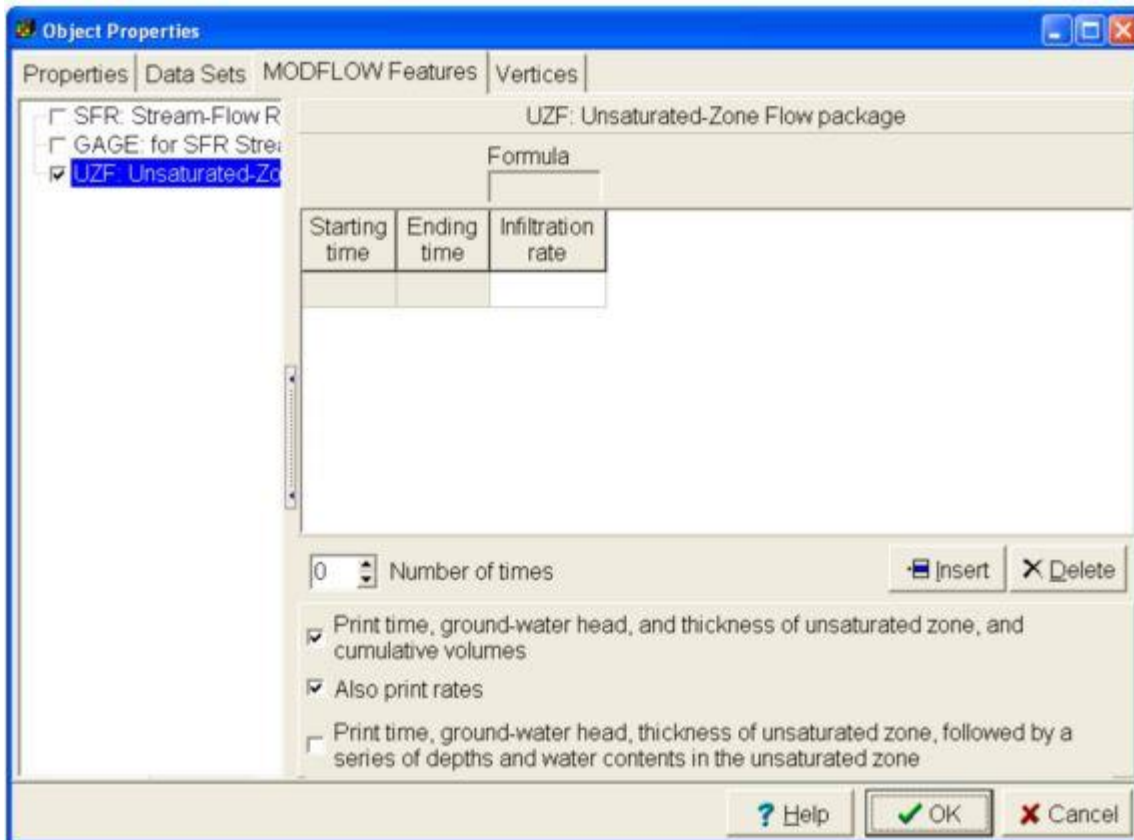 Object Properties
Properties Data Sets MODFLOW Features Vertices
SFR: Stream-Flow R
GAGE: for SFR Strea
UZF: Unsaturated-Zo
UZF: Unsaturated-Zone Flow package
Formula
Starting time
Ending time
Infiltration rate
0 Number of times
Insert
Delete
Print time, ground-water head, and thickness of unsaturated zone, and
cumulative volumes
Also print rates
Print time, ground-water head, thickness of unsaturated zone, followed by a
series of depths and water contents in the unsaturated zone
? Help
OK
Cancel